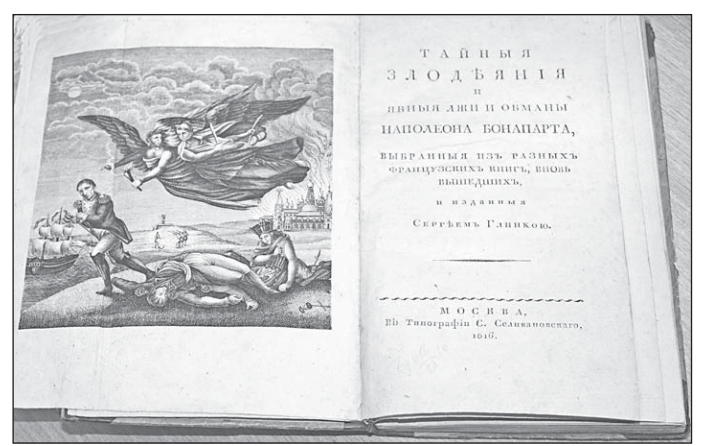 ТАЙНЫЯ
ЗЛОДѢЯНІЯ
И
ЯВНЫЯ ЛЖИ И ОБМАНЫ
НАПОЛЕОНА БОНАПАРТА,
ВЫБРАННЫЯ ИЗЪ РАЗНЫХЪ
ФРАНЦУЗСКИХЪ КНИГЪ, ВНОВЬ
ВЫШЕДШИХЪ,
И ИЗДАННЫЯ
СЕРГѢЕМЪ ГЛИНКОЮ.
МОСКВА,
Въ Типографіи С. Селивановскаго,
1816.